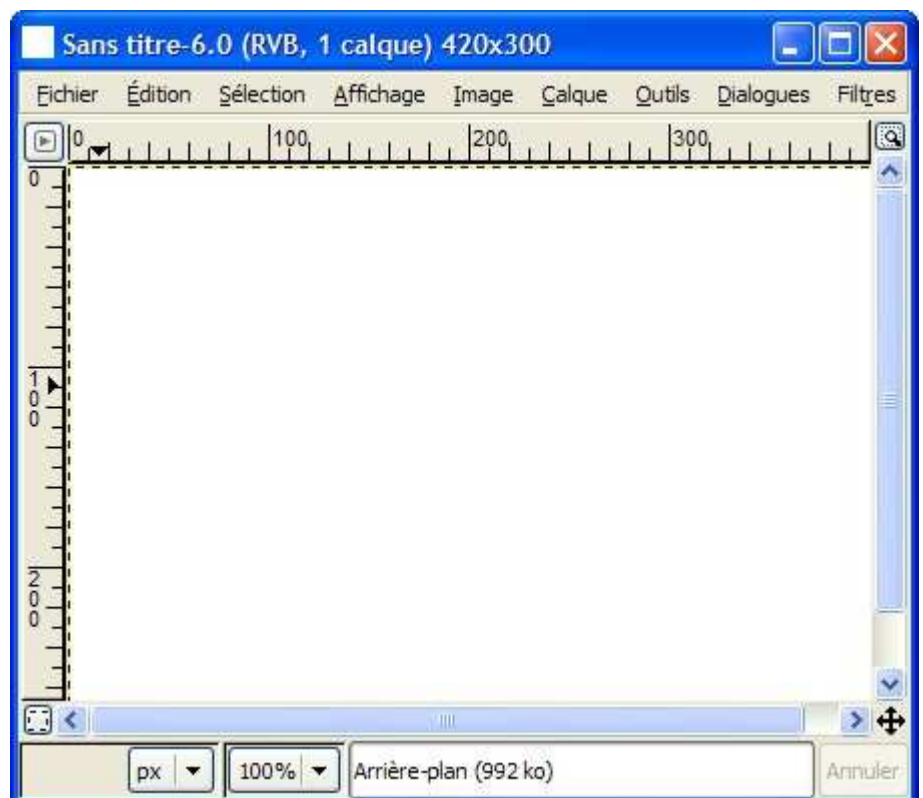 Sans titre-6.0 (RVB, 1 calque) 420x300
Fichier Édition Sélection Affichage Image Calque Outils Dialogues Filtres
0 100 200 300
0
100
200
px 100% Arrière-plan (992 ko) Annuler